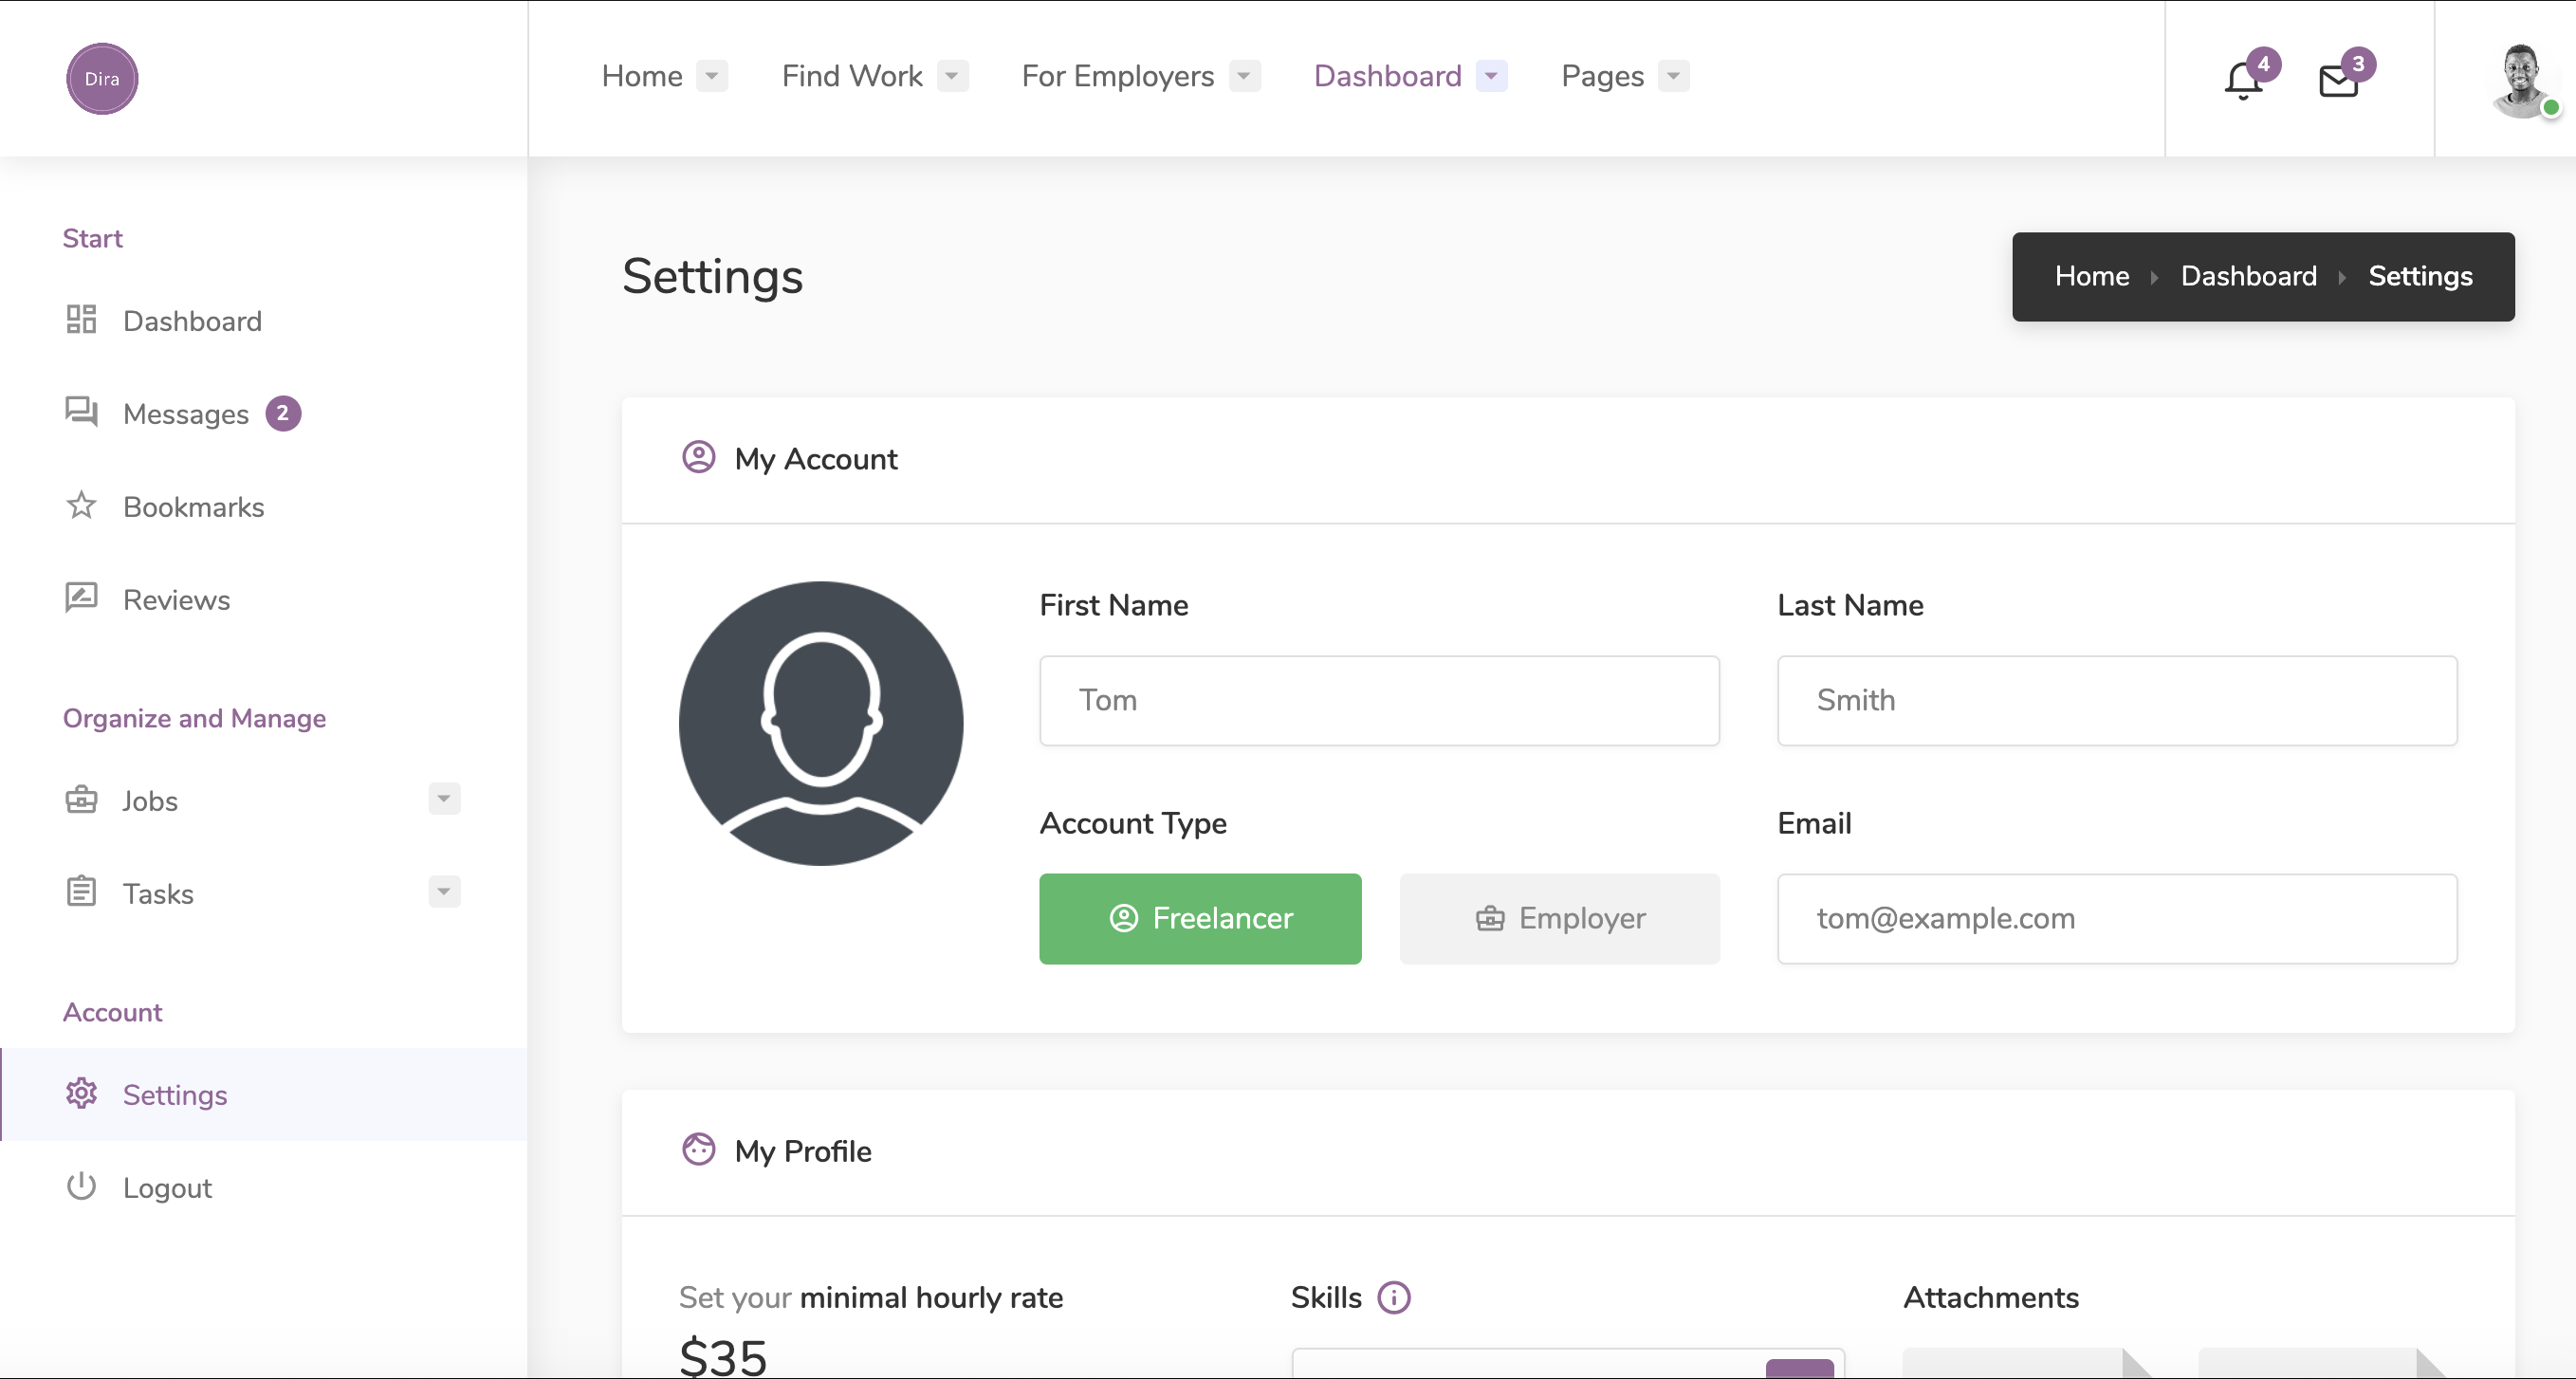 Dira
Home
Find Work
For Employers
Dashboard
Pages
4
3
Start
Dashboard
Messages 2
Bookmarks
Reviews
Organize and Manage
Jobs
Tasks
Account
Settings
Logout
Settings
Home Dashboard Settings
My Account
First Name
Tom
Last Name
Smith
Account Type
Freelancer
Employer
Email
tom@example.com
My Profile
Set your minimal hourly rate
$35
Skills
Attachments